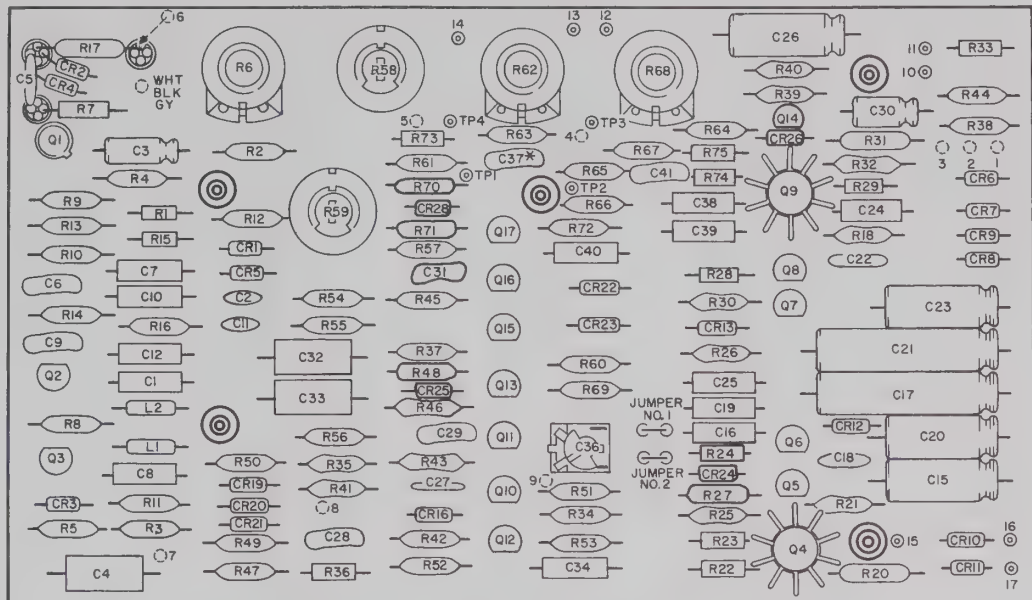 6
14
13
12
R17
R6
R58
R62
R68
C26
11
R33
CR2
C5
CR4
WHT
BLK
GY
R40
10
R7
R39
C30
R44
5
TP4
TP3
Q14
Q1
R73
R63
4
R64
CR26
R31
R38
C3
R2
R61
C37*
R67
R75
R32
3
2
1
R4
R70
TP1
R65
C41
R74
Q9
R29
CR6
R9
R59
CR28
TP2
R66
C38
C24
CR7
R1
R12
R71
Q17
R72
C39
R18
CR9
R13
R15
CR1
R57
C40
C22
CR8
R10
C7
CR5
C31
Q16
R28
Q8
C6
C10
C2
R54
R45
CR22
R30
Q7
C23
R14
R16
C11
R55
Q15
CR23
CR13
C9
C12
C32
R37
R60
R26
C21
Q2
C1
C33
R48
Q13
R69
C25
C17
CR25
L2
R46
JUMPER
NO.1
C19
CR12
R8
R56
C29
Q11
C36
C16
Q6
C20
L1
R24
Q3
C8
R50
R35
R43
JUMPER
NO.2
CR24
C18
C15
CR19
R41
C27
Q10
9
R51
R27
Q5
CR3
R11
CR20
8
CR16
R34
R25
R21
CR21
R5
R3
R49
C28
R42
Q12
R53
R23
Q4
15
CR10
16
7
C4
R47
R36
R52
C34
R22
R20
CR11
17